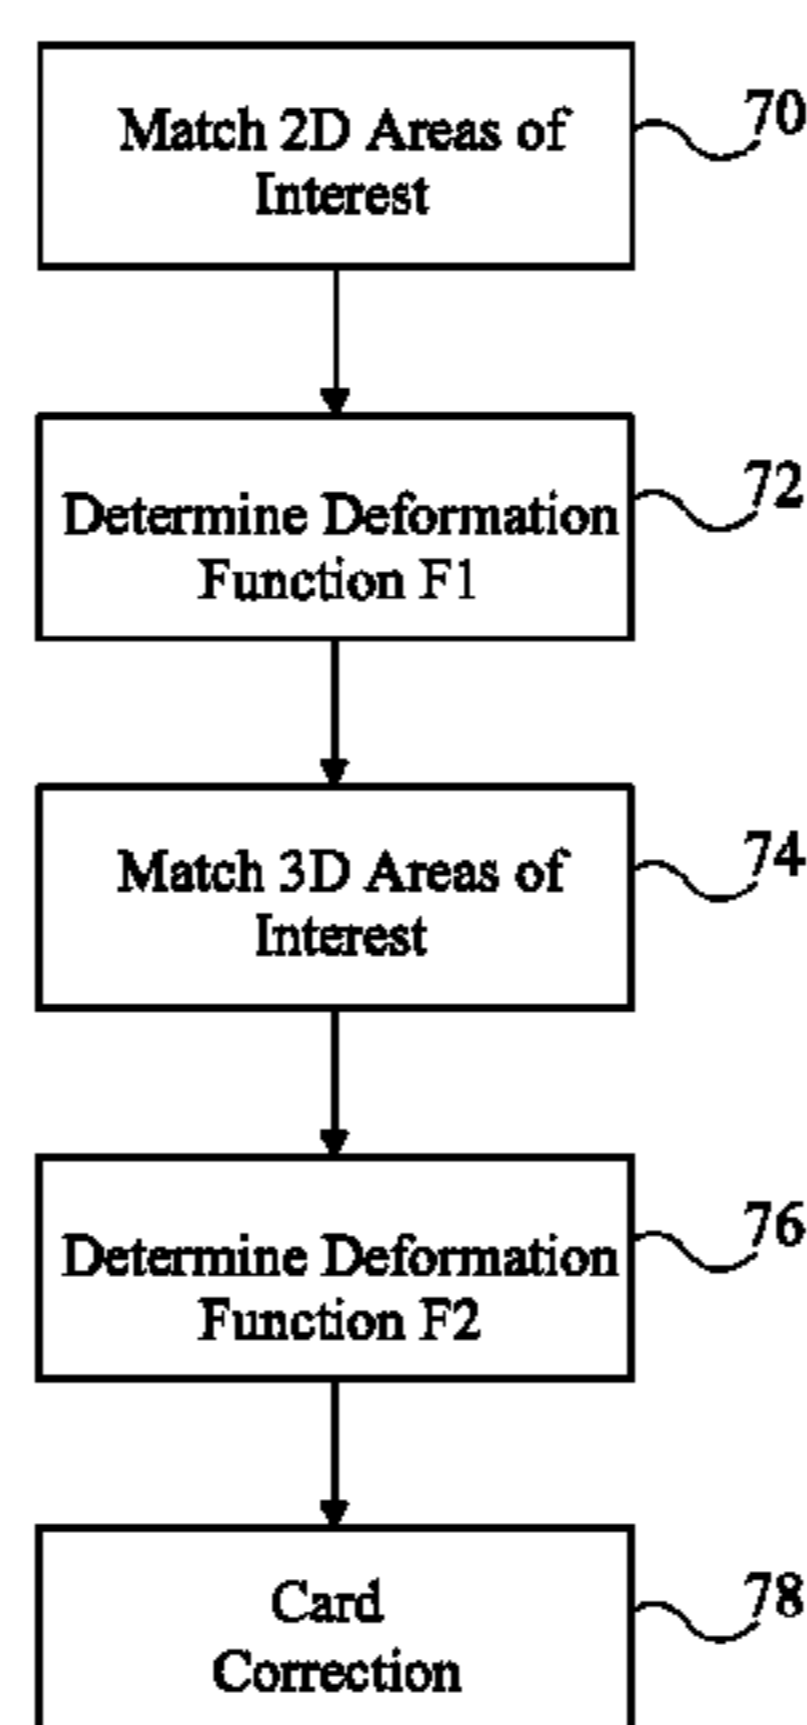 Match 2D Areas of
Interest
70
Determine Deformation
Function F1
72
Match 3D Areas of
Interest
74
Determine Deformation
Function F2
76
Card
Correction
78